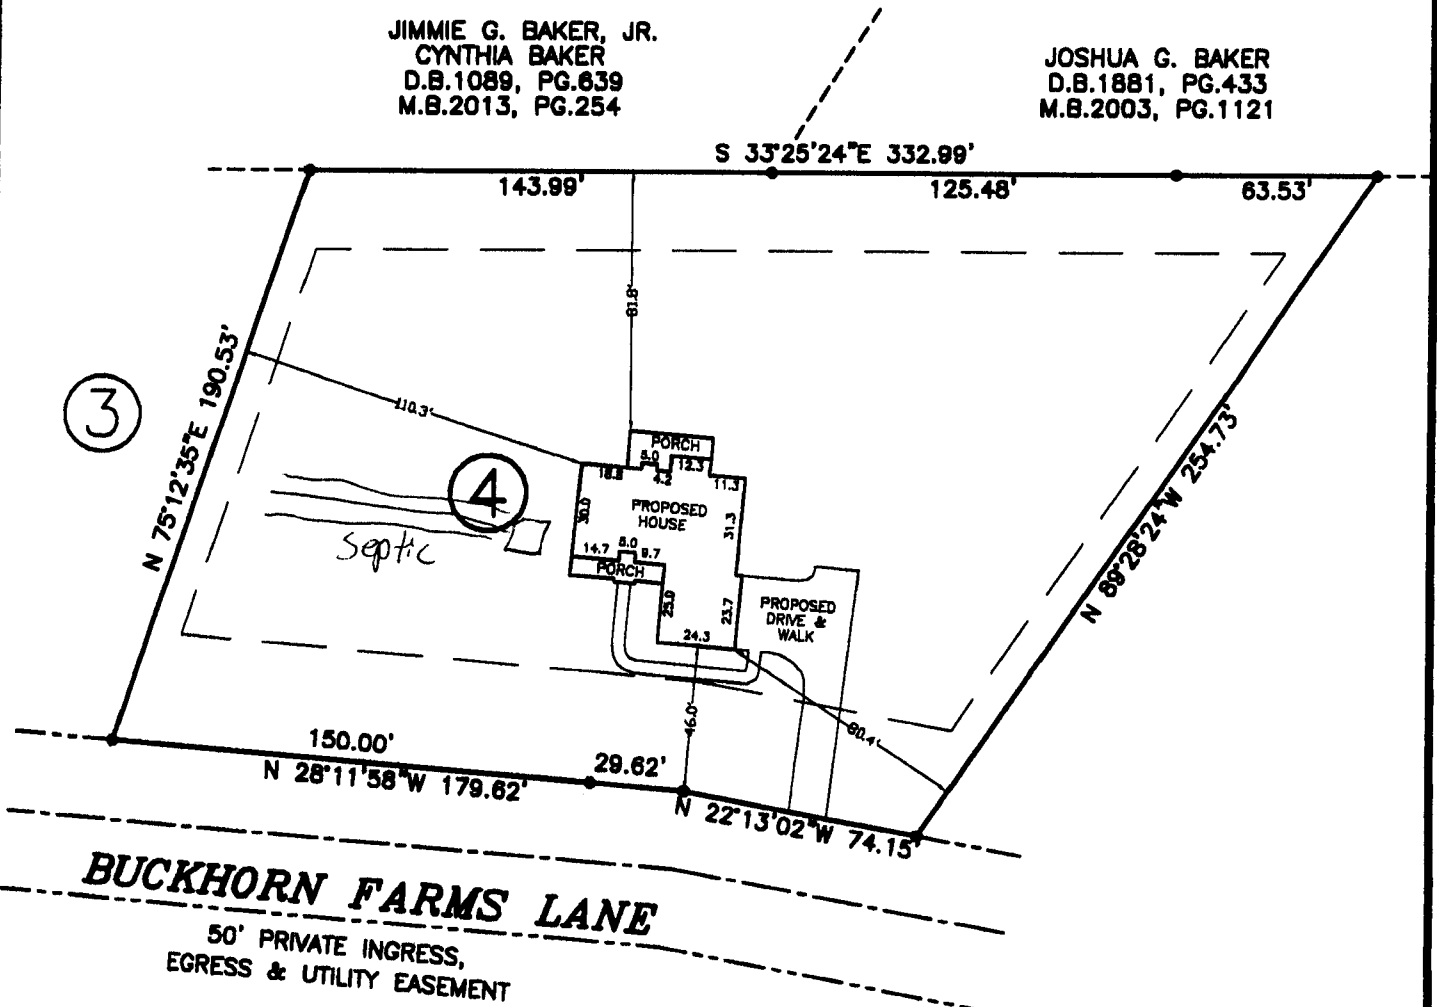 JIMMIE G. BAKER, JR.
CYNTHIA BAKER
D.B.1089, PG.639
M.B.2013, PG.254
JOSHUA G. BAKER
D.B.1881, PG.433
M.B.2003, PG.1121
S 33°25'24"E 332.99'
143.99'
125.48'
63.53'
81.8'
N 75°12'35"E 190.53'
3
110.3'
4
PORCH
5.0
12.3
18.8
4.2
11.3
PROPOSED
HOUSE
30.0
31.3
Septic
14.7
5.0
9.7
PORCH
25.0
23.7
24.3
PROPOSED
DRIVE &
WALK
N 89°28'24"W 254.73'
46.0'
80.4'
150.00'
29.62'
N 28°11'58"W 179.62'
N 22°13'02"W 74.15'
BUCKHORN FARMS LANE
50' PRIVATE INGRESS,
EGRESS & UTILITY EASEMENT